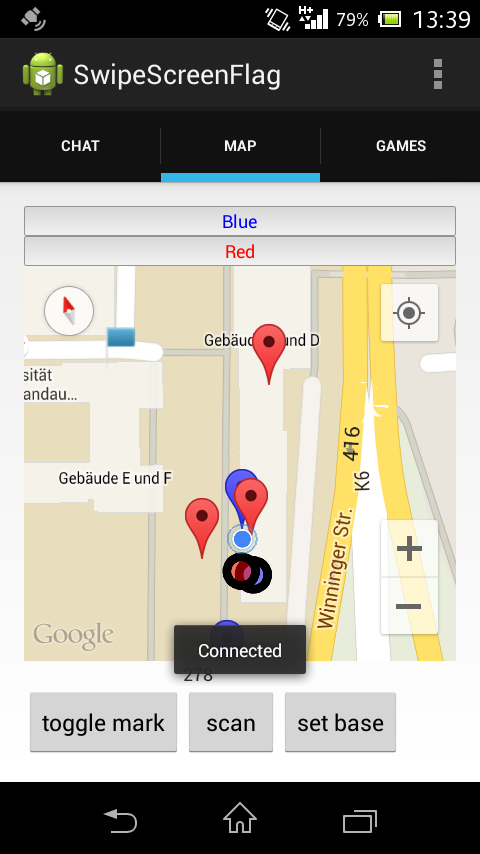 H+
79%
13:39
SwipeScreenFlag
CHAT
MAP
GAMES
Blue
Red
Gebäude
und D
sität
andau...
Gebäude E und F
416
K6
Winninger Str.
Google
Connected
278
toggle mark
scan
set base